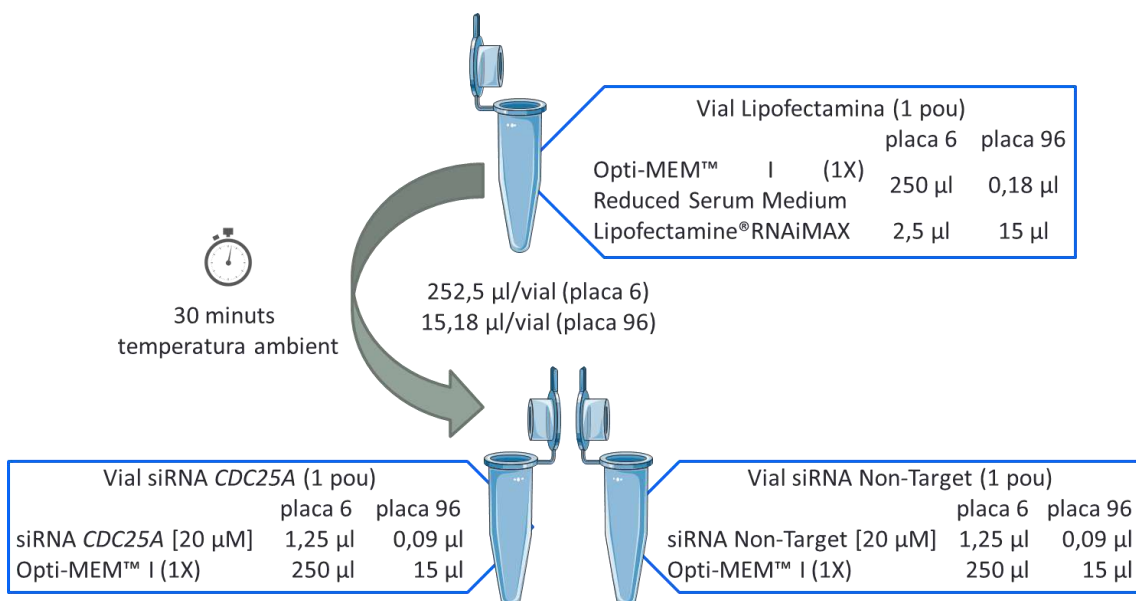 Vial Lipofectamina (1 pou)
placa 6 placa 96
Opti-MEM™ I (1X)
Reduced Serum Medium 250 µl 0,18 µl
Lipofectamine®RNAiMAX 2,5 µl 15 µl
252,5 µl/vial (placa 6)
15,18 µl/vial (placa 96)
30 minuts
temperatura ambient
Vial siRNA CDC25A (1 pou)
placa 6 placa 96
siRNA CDC25A [20 µM] 1,25 µl 0,09 µl
Opti-MEM™ I (1X) 250 µl 15 µl
Vial siRNA Non-Target (1 pou)
placa 6 placa 96
siRNA Non-Target [20 µM] 1,25 µl 0,09 µl
Opti-MEM™ I (1X) 250 µl 15 µl